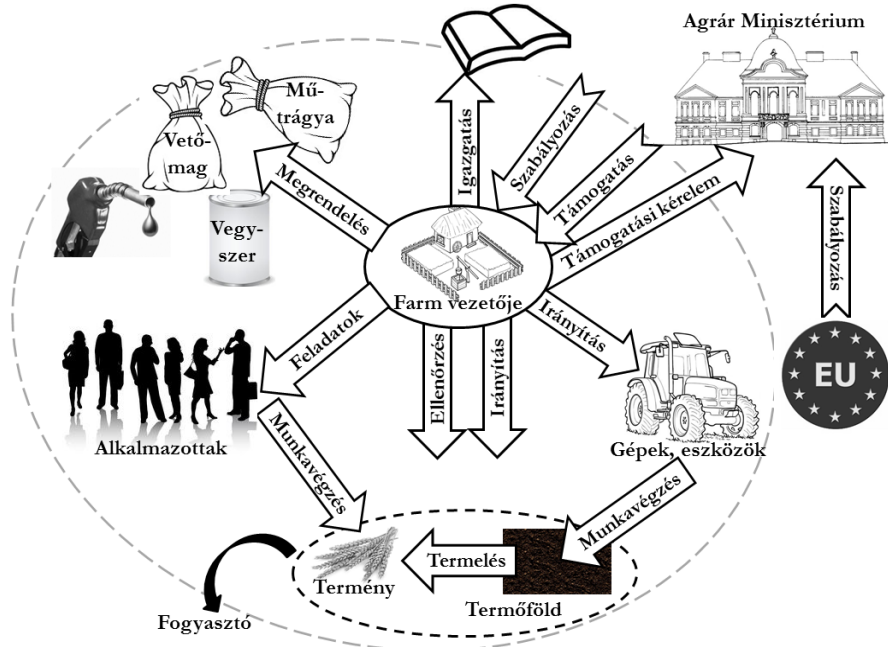 Agrár Minisztérium
Mű-
trágya
Vető-
mag
Igazgatás
Szabályozás
Támogatás
Támogatási kérelem
Megrendelés
Vegy-
szer
Szabályozás
Farm vezetője
Irányítás
Feladatok
Ellenőrzés
Irányítás
EU
Alkalmazottak
Gépek, eszközök
Munkavégzés
Munkavégzés
Termelés
Termény
Termőföld
Fogyasztó